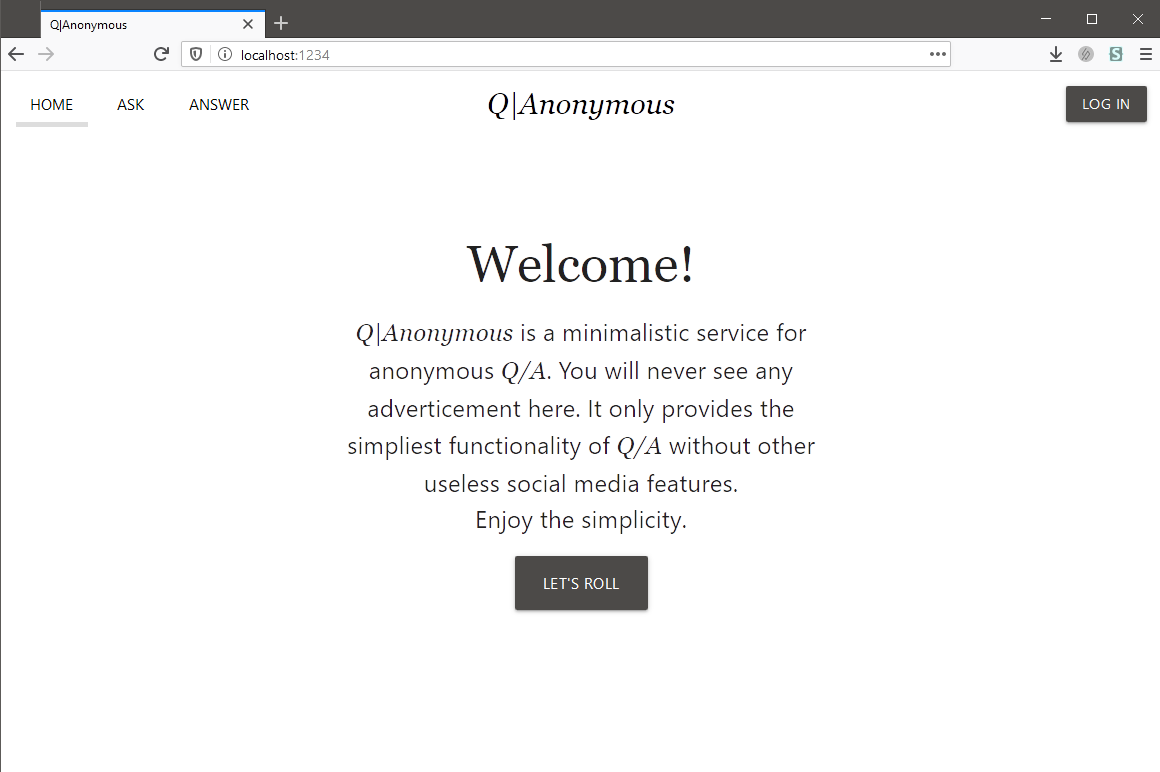 Q|Anonymous
localhost:1234
HOME ASK ANSWER Q|Anonymous LOG IN
Welcome!
Q|Anonymous is a minimalistic service for
anonymous Q/A. You will never see any
adverticement here. It only provides the
simpliest functionality of Q/A without other
useless social media features.
Enjoy the simplicity.
LET'S ROLL